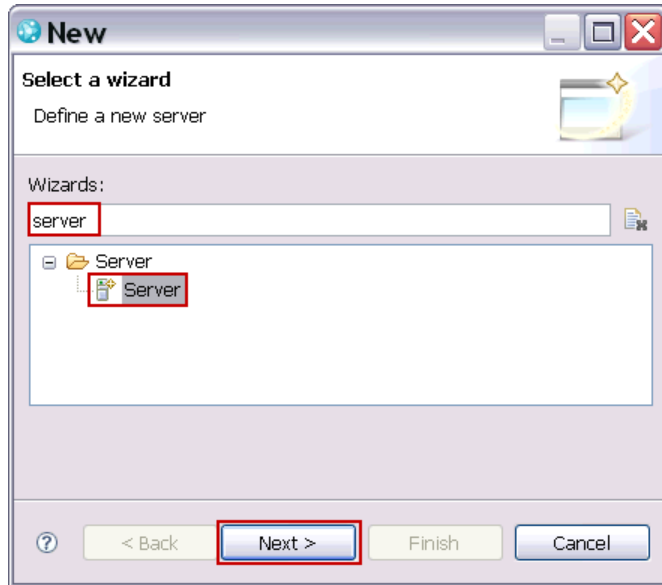 New
Select a wizard
Define a new server
Wizards:
server
Server
Server
< Back Next > Finish Cancel